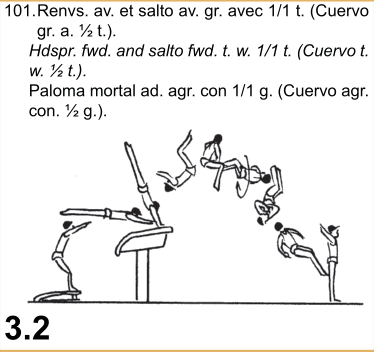 101.Renvs. av. et salto av. gr. avec 1/1 t. (Cuervo
gr. a. ½ t.).
Hdspr. fwd. and salto fwd. t. w. 1/1 t. (Cuervo t.
w. ½ t.).
Paloma mortal ad. agr. con 1/1 g. (Cuervo agr.
con. ½ g.).
3.2